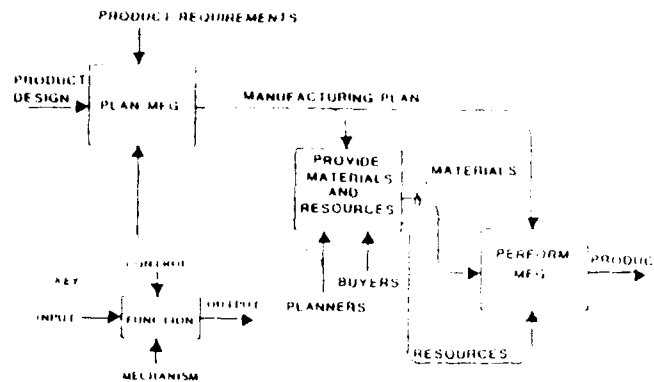 PRODUCT REQUIREMENTS
PRODUCT
DESIGN
PLAN MFG
MANUFACTURING PLAN
PROVIDE
MATERIALS
AND
RESOURCES
MATERIALS
PERFORM
MFG
PRODUC
BUYERS
PLANNERS
RESOURCES
KEY
CONTROL
INPUT
FUNCTION
OUTPUT
MECHANISM